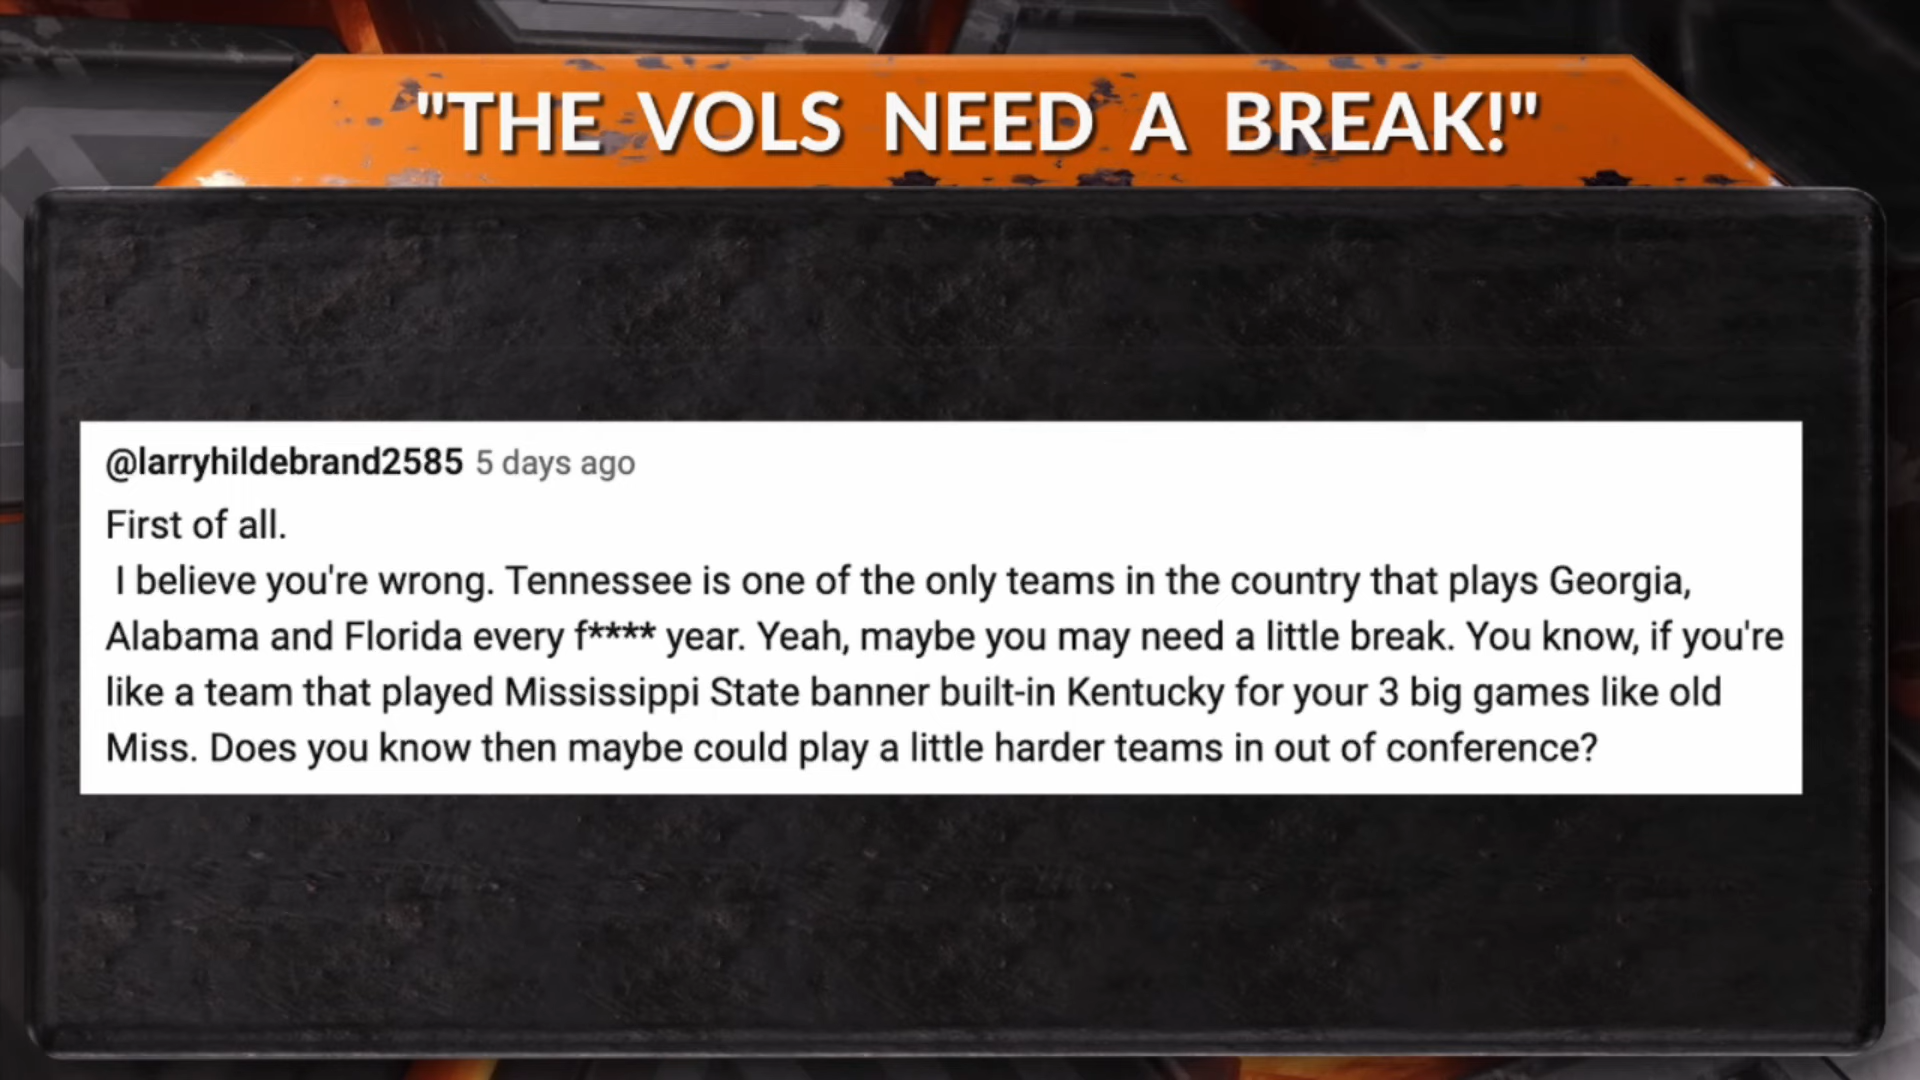 "THE VOLS NEED A BREAK!"
@larryhildebrand2585 5 days ago
First of all.
I believe you're wrong. Tennessee is one of the only teams in the country that plays Georgia,
Alabama and Florida every f**** year. Yeah, maybe you may need a little break. You know, if you're
like a team that played Mississippi State banner built-in Kentucky for your 3 big games like old
Miss. Does you know then maybe could play a little harder teams in out of conference?